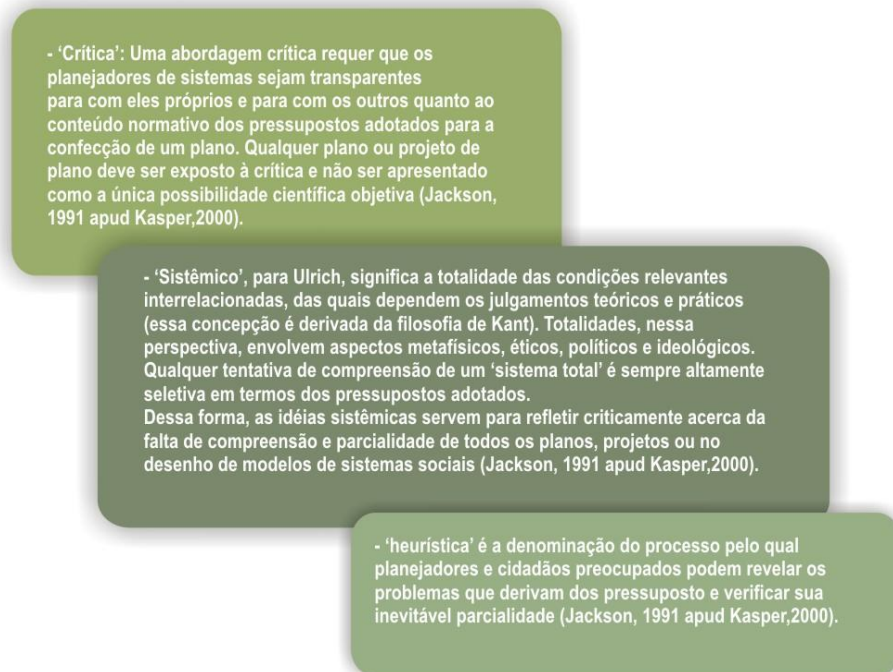 - ‘Crítica’: Uma abordagem crítica requer que os
planejadores de sistemas sejam transparentes
para com eles próprios e para com os outros quanto ao
conteúdo normativo dos pressupostos adotados para a
confecção de um plano. Qualquer plano ou projeto de
plano deve ser exposto à crítica e não ser apresentado
como a única possibilidade científica objetiva (Jackson,
1991 apud Kasper,2000).
- ‘Sistêmico’, para Ulrich, significa a totalidade das condições relevantes
interrelacionadas, das quais dependem os julgamentos teóricos e práticos
(essa concepção é derivada da filosofia de Kant). Totalidades, nessa
perspectiva, envolvem aspectos metafísicos, éticos, políticos e ideológicos.
Qualquer tentativa de compreensão de um ‘sistema total’ é sempre altamente
seletiva em termos dos pressupostos adotados.
Dessa forma, as idéias sistêmicas servem para refletir criticamente acerca da
falta de compreensão e parcialidade de todos os planos, projetos ou no
desenho de modelos de sistemas sociais (Jackson, 1991 apud Kasper,2000).
- ‘heurística’ é a denominação do processo pelo qual
planejadores e cidadãos preocupados podem revelar os
problemas que derivam dos pressuposto e verificar sua
inevitável parcialidade (Jackson, 1991 apud Kasper,2000).